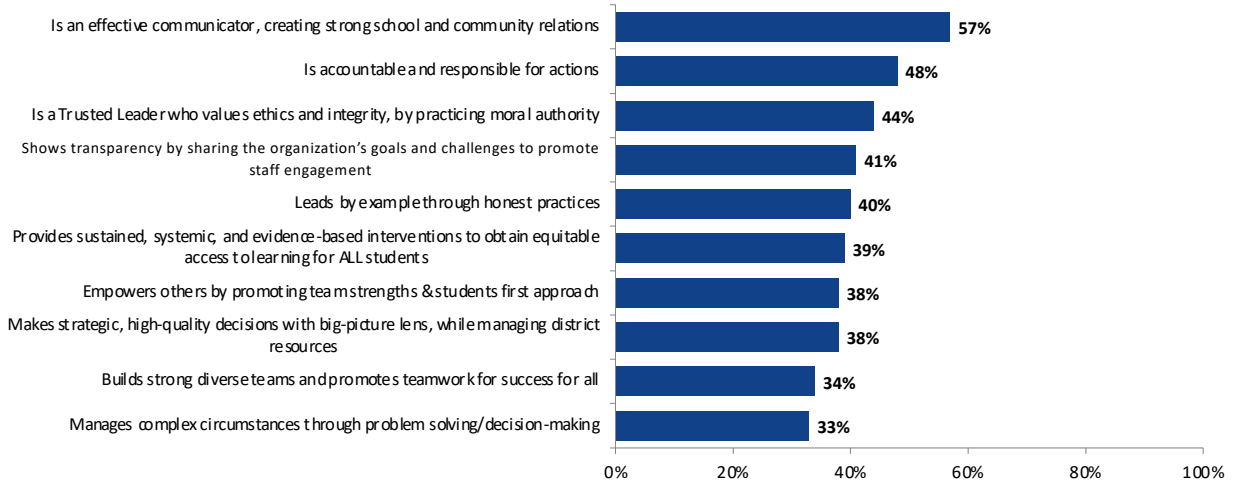 Is an effective communicator, creating strong school and community relations
57%
Is accountable and responsible for actions
48%
Is a Trusted Leader who values ethics and integrity, by practicing moral authority
44%
Shows transparency by sharing the organization's goals and challenges to promote
staff engagement
41%
Leads by example through honest practices
40%
Provides sustained, systemic, and evidence-based interventions to obtain equitable
access to learning for ALL students
39%
Empowers others by promoting team strengths & students first approach
38%
Makes strategic, high-quality decisions with big-picture lens, while managing district
resources
38%
Builds strong diverse teams and promotes teamwork for success for all
34%
Manages complex circumstances through problem solving/decision-making
33%
0% 20% 40% 60% 80% 100%